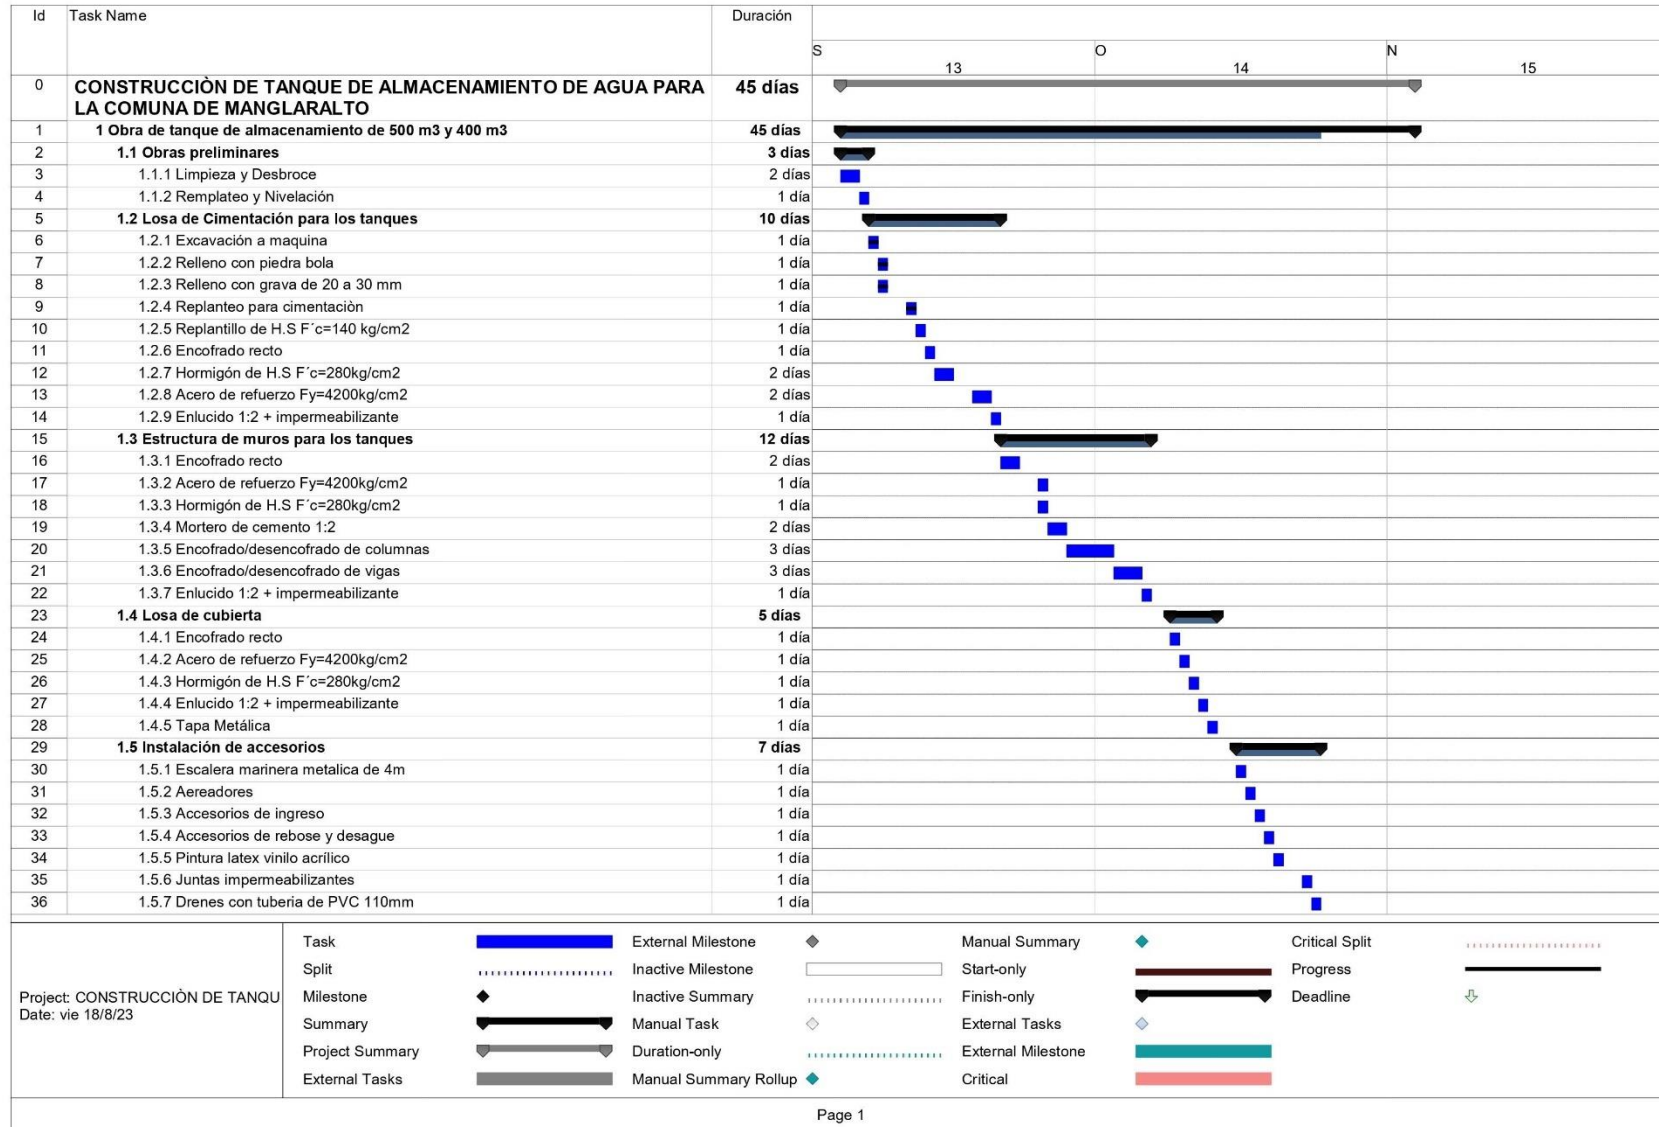 Id Task Name Duración
S O N
13 14 15
0 CONSTRUCCIÒN DE TANQUE DE ALMACENAMIENTO DE AGUA PARA 45 días
LA COMUNA DE MANGLARALTO
1 1 Obra de tanque de almacenamiento de 500 m3 y 400 m3 45 días
2 1.1 Obras preliminares 3 días
3 1.1.1 Limpieza y Desbroce 2 días
4 1.1.2 Remplateo y Nivelación 1 día
5 1.2 Losa de Cimentación para los tanques 10 días
6 1.2.1 Excavación a maquina 1 día
7 1.2.2 Relleno con piedra bola 1 día
8 1.2.3 Relleno con grava de 20 a 30 mm 1 día
9 1.2.4 Replanteo para cimentaciòn 1 día
10 1.2.5 Replantillo de H.S F´c=140 kg/cm2 1 día
11 1.2.6 Encofrado recto 1 día
12 1.2.7 Hormigón de H.S F´c=280kg/cm2 2 días
13 1.2.8 Acero de refuerzo Fy=4200kg/cm2 2 días
14 1.2.9 Enlucido 1:2 + impermeabilizante 1 día
15 1.3 Estructura de muros para los tanques 12 días
16 1.3.1 Encofrado recto 2 días
17 1.3.2 Acero de refuerzo Fy=4200kg/cm2 1 día
18 1.3.3 Hormigón de H.S F´c=280kg/cm2 1 día
19 1.3.4 Mortero de cemento 1:2 2 días
20 1.3.5 Encofrado/desencofrado de columnas 3 días
21 1.3.6 Encofrado/desencofrado de vigas 3 días
22 1.3.7 Enlucido 1:2 + impermeabilizante 1 día
23 1.4 Losa de cubierta 5 días
24 1.4.1 Encofrado recto 1 día
25 1.4.2 Acero de refuerzo Fy=4200kg/cm2 1 día
26 1.4.3 Hormigón de H.S F´c=280kg/cm2 1 día
27 1.4.4 Enlucido 1:2 + impermeabilizante 1 día
28 1.4.5 Tapa Metálica 1 día
29 1.5 Instalación de accesorios 7 días
30 1.5.1 Escalera marinera metalica de 4m 1 día
31 1.5.2 Aereadores 1 día
32 1.5.3 Accesorios de ingreso 1 día
33 1.5.4 Accesorios de rebose y desague 1 día
34 1.5.5 Pintura latex vinilo acrílico 1 día
35 1.5.6 Juntas impermeabilizantes 1 día
36 1.5.7 Drenes con tuberia de PVC 110mm 1 día
Project: CONSTRUCCIÒN DE TANQU
Date: vie 18/8/23
Task External Milestone Manual Summary Critical Split
Split Inactive Milestone Start-only Progress
Milestone Inactive Summary Finish-only Deadline
Summary Manual Task External Tasks
Project Summary Duration-only External Milestone
External Tasks Manual Summary Rollup Critical
Page 1